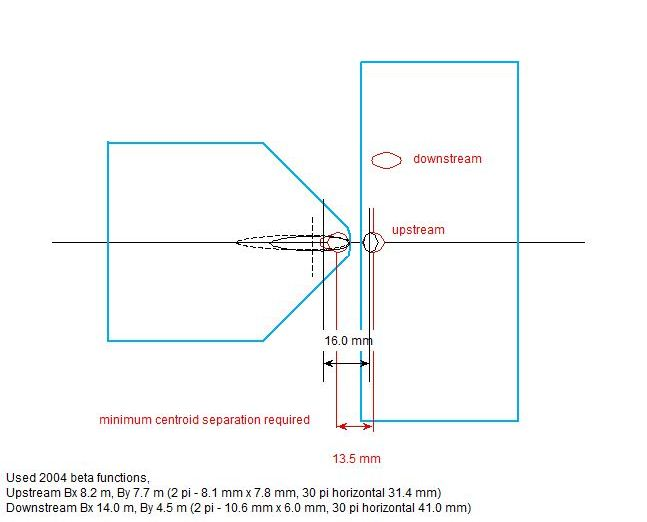 downstream
upstream
16.0 mm
minimum centroid separation required
13.5 mm
Used 2004 beta functions,
Upstream Bx 8.2 m, By 7.7 m (2 pi - 8.1 mm x 7.8 mm, 30 pi horizontal 31.4 mm)
Downstream Bx 14.0 m, By 4.5 m (2 pi - 10.6 mm x 6.0 mm, 30 pi horizontal 41.0 mm)